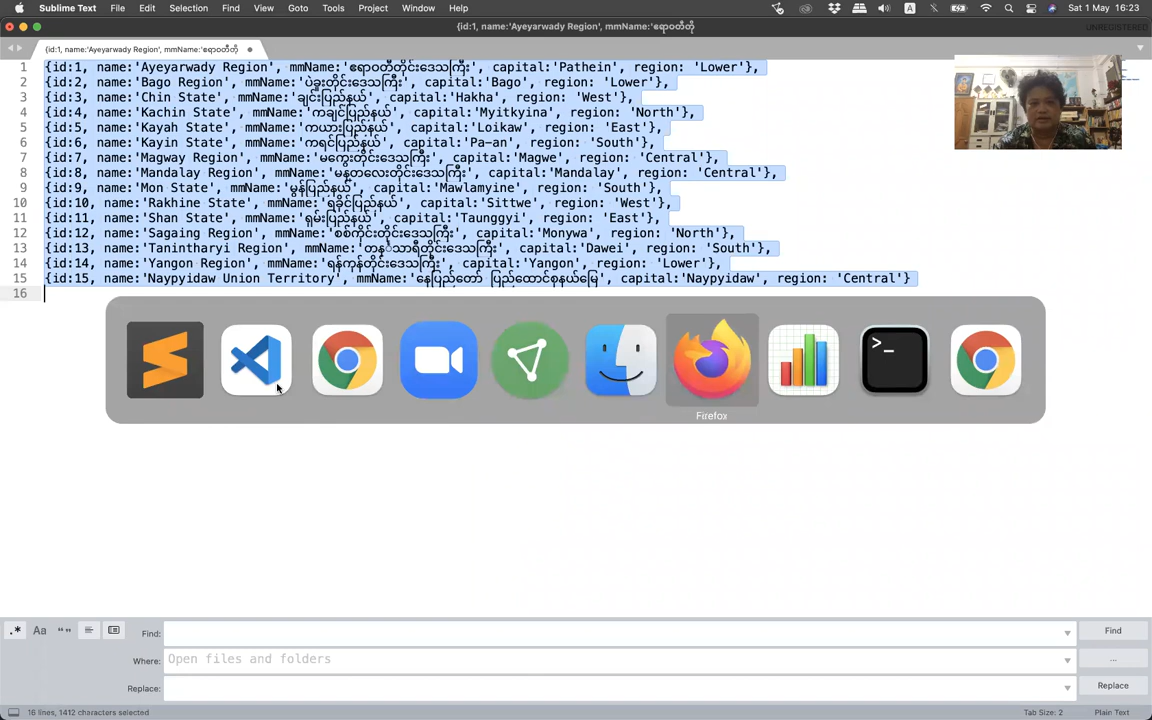 Sublime Text File Edit Selection Find View Goto Tools Project Window Help Sat 1 May 16:23
{id:1, name:'Ayeyarwady Region', mmName:'ဧရာဝတီတို
UNREGISTERED
{id:1, name:'Ayeyarwady Region', mmName:'ဧရာဝတီတို
1 {id:1, name:'Ayeyarwady Region', mmName:'ဧရာဝတီတိုင်းဒေသကြီး', capital:'Pathein', region: 'Lower'},
2 {id:2, name:'Bago Region', mmName:'ပဲခူးတိုင်းဒေသကြီး', capital:'Bago', region: 'Lower'},
3 {id:3, name:'Chin State', mmName:'ချင်းပြည်နယ်', capital:'Hakha', region: 'West'},
4 {id:4, name:'Kachin State', mmName:'ကချင်ပြည်နယ်', capital:'Myitkyina', region: 'North'},
5 {id:5, name:'Kayah State', mmName:'ကယားပြည်နယ်', capital:'Loikaw', region: 'East'},
6 {id:6, name:'Kayin State', mmName:'ကရင်ပြည်နယ်', capital:'Pa-an', region: 'South'},
7 {id:7, name:'Magway Region', mmName:'မကွေးတိုင်းဒေသကြီး', capital:'Magwe', region: 'Central'},
8 {id:8, name:'Mandalay Region', mmName:'မန္တလေးတိုင်းဒေသကြီး', capital:'Mandalay', region: 'Central'},
9 {id:9, name:'Mon State', mmName:'မွန်ပြည်နယ်', capital:'Mawlamyine', region: 'South'},
10 {id:10, name:'Rakhine State', mmName:'ရခိုင်ပြည်နယ်', capital:'Sittwe', region: 'West'},
11 {id:11, name:'Shan State', mmName:'ရှမ်းပြည်နယ်', capital:'Taunggyi', region: 'East'},
12 {id:12, name:'Sagaing Region', mmName:'စစ်ကိုင်းတိုင်းဒေသကြီး', capital:'Monywa', region: 'North'},
13 {id:13, name:'Tanintharyi Region', mmName:'တနင်္သာရီတိုင်းဒေသကြီး', capital:'Dawei', region: 'South'},
14 {id:14, name:'Yangon Region', mmName:'ရန်ကုန်တိုင်းဒေသကြီး', capital:'Yangon', region: 'Lower'},
15 {id:15, name:'Naypyidaw Union Territory', mmName:'နေပြည်တော် ပြည်ထောင်စုနယ်မြေ', capital:'Naypyidaw', region: 'Central'}
16
Firefox
Find: Find
Where: Open files and folders ...
Replace: Replace
16 lines, 1412 characters selected Tab Size: 2 Plain Text